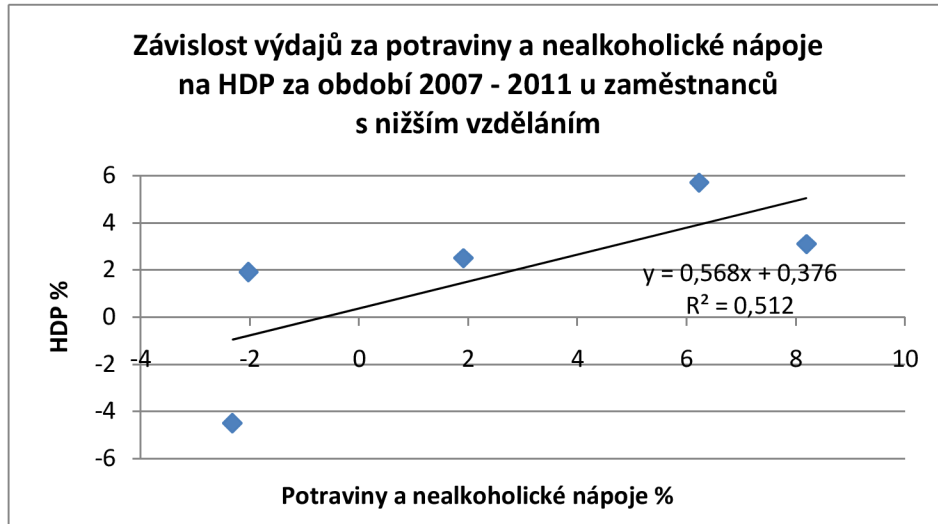 Závislost výdajů za potraviny a nealkoholické nápoje
na HDP za období 2007 - 2011 u zaměstnanců
s nižším vzděláním
6
4
2
0
-2
-4
-6
HDP %
-4
-2
0
2
4
6
8
10
y = 0,568x + 0,376
R² = 0,512
Potraviny a nealkoholické nápoje %